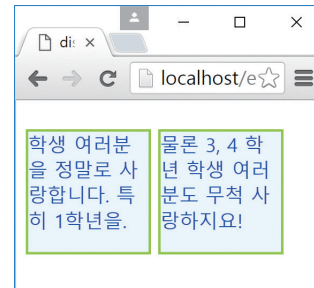 di:
localhost/e
학생 여러분
을 정말로 사
랑합니다. 특
히 1학년을.
물론 3, 4 학
년 학생 여러
분도 무척 사
랑하지요!